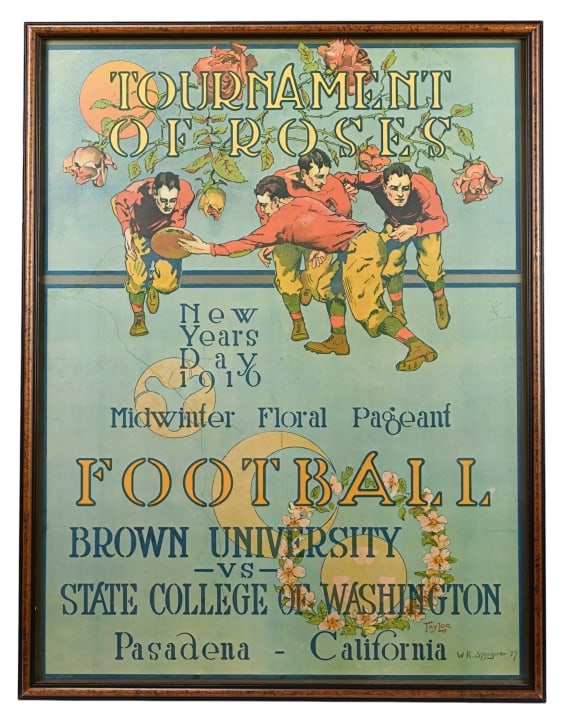 TOURNAMENT
OF ROSES
New
Years
Day
1916
Midwinter Floral Pageant
FOOTBALL
BROWN UNIVERSITY
-VS-
STATE COLLEGE OF WASHINGTON
TAYLOR
Pasadena - California
W.R. '17